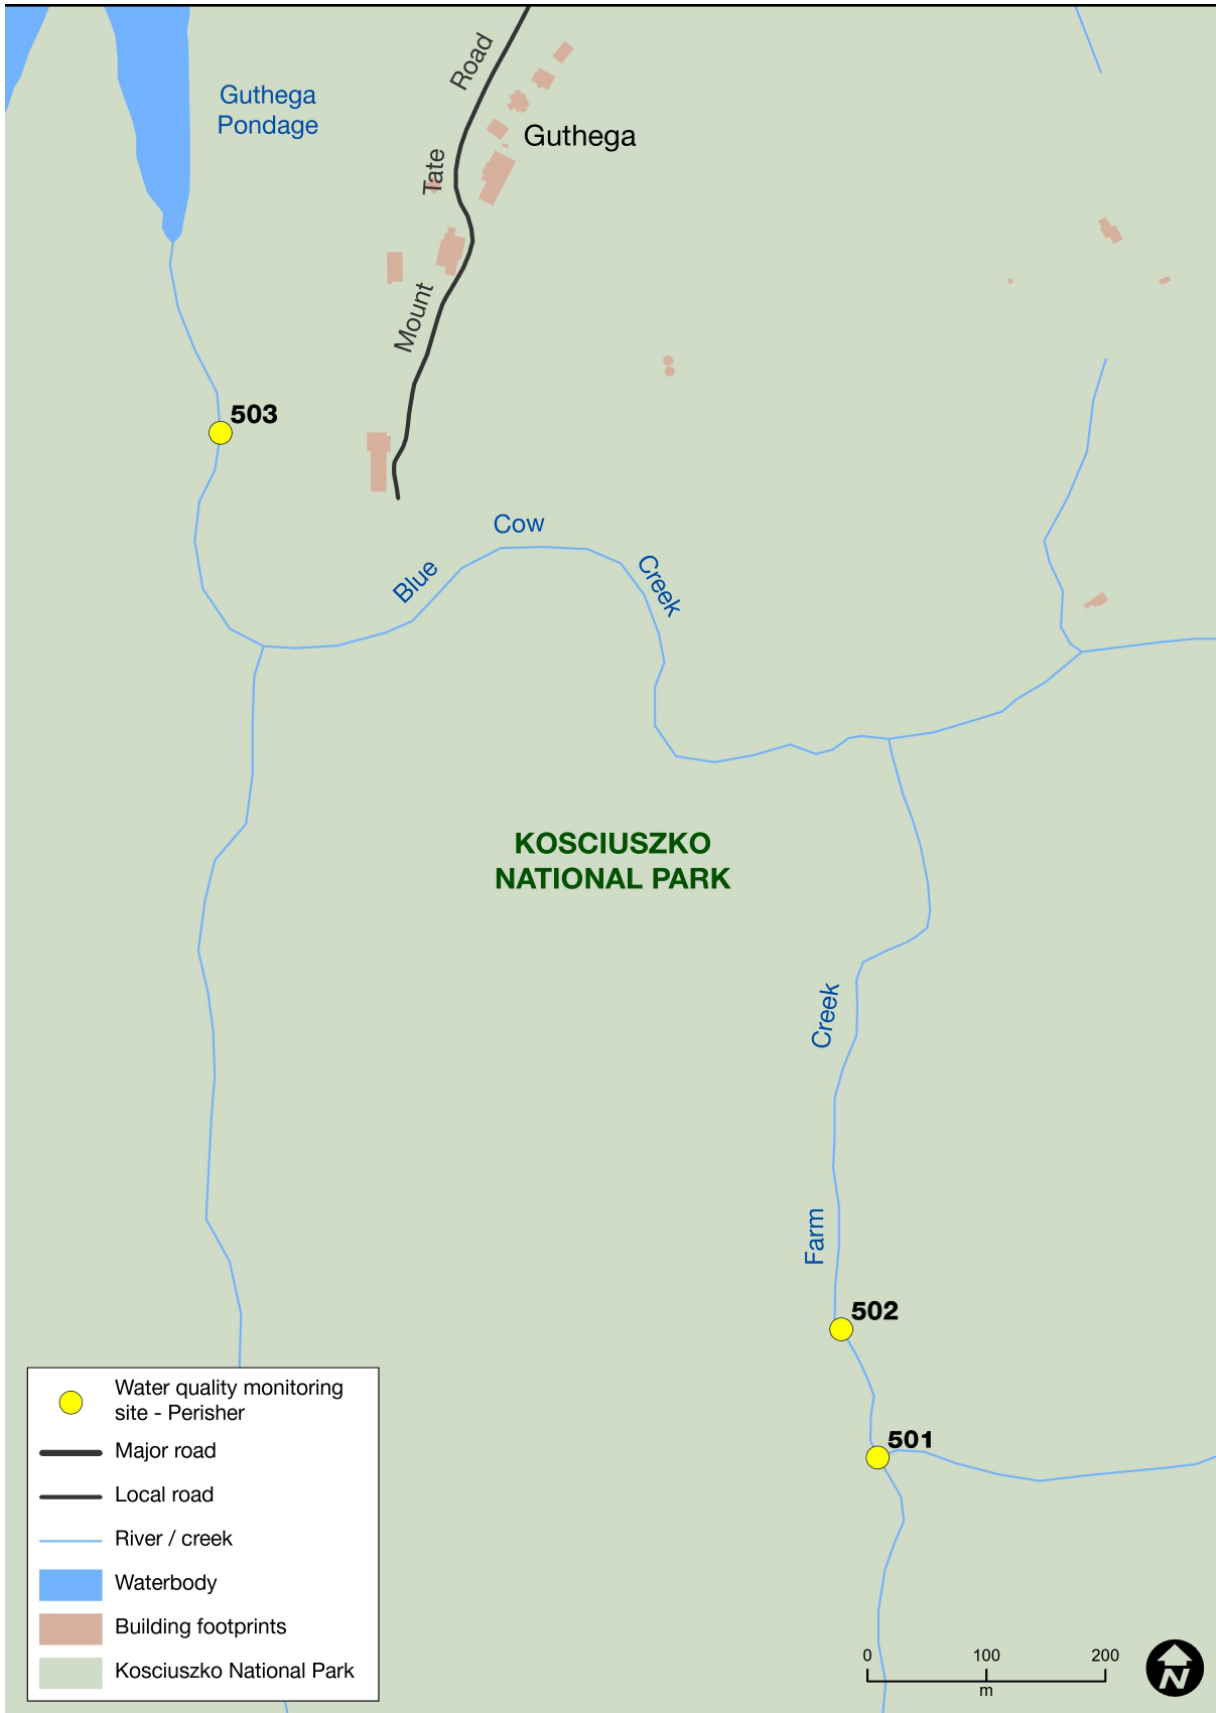 Road
Guthega
Pondage
Guthega
Tate
Mount
503
Cow
Blue
Creek
KOSCIUSZKO
NATIONAL PARK
Creek
Farm
502
501
Water quality monitoring
site - Perisher
Major road
Local road
River / creek
Waterbody
Building footprints
Kosciuszko National Park
0 100 200
m
N